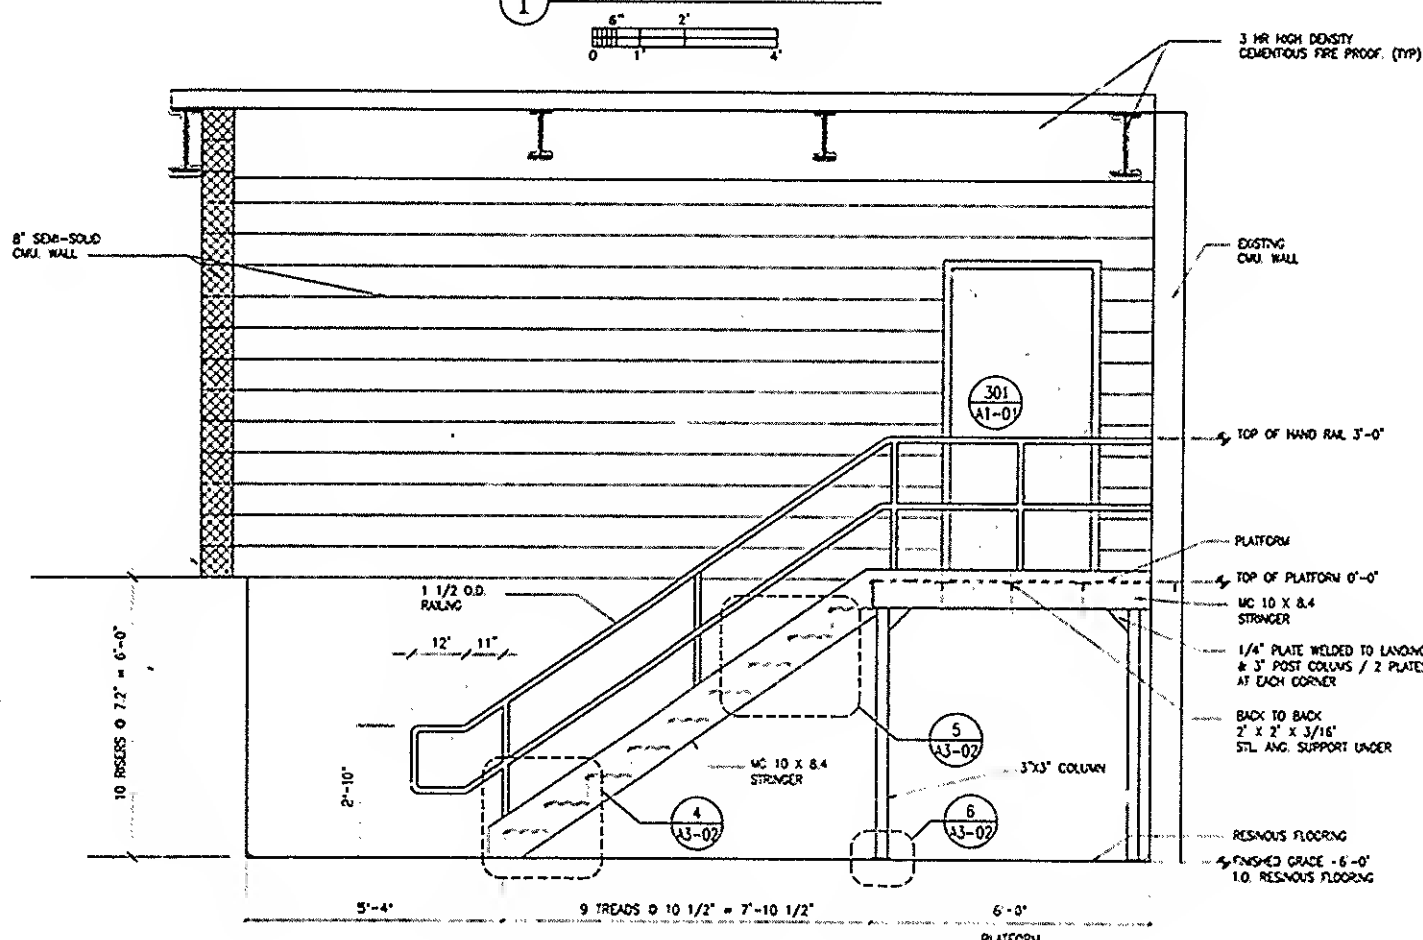 1
6" 2'
0 1' 4'
3 HR HIGH DENSITY
CEMENTIOUS FIRE PROOF. (TYP)
8" SEMI-SOLID
CMU. WALL
EXISTING
CMU. WALL
301
A1-01
TOP OF HAND RAIL 3'-0"
PLATFORM
TOP OF PLATFORM 0'-0"
MC 10 X 8.4
STRINGER
1 1/2 O.D.
RAILING
12" 11"
1/4" PLATE WELDED TO LANDING
& 3" POST COLUMS / 2 PLATES
AT EACH CORNER
10 RISERS @ 7.2" = 6'-0"
BACK TO BACK
2" X 2" X 3/16"
STL. ANG. SUPPORT UNDER
5
A3-02
MC 10 X 8.4
STRINGER
3"X3" COLUMN
2'-10"
4
A3-02
6
A3-02
RESINOUS FLOORING
FINISHED GRADE -6'-0"
T.O. RESINOUS FLOORING
5'-4" 9 TREADS @ 10 1/2" = 7'-10 1/2" 6'-0"
PLATFORM